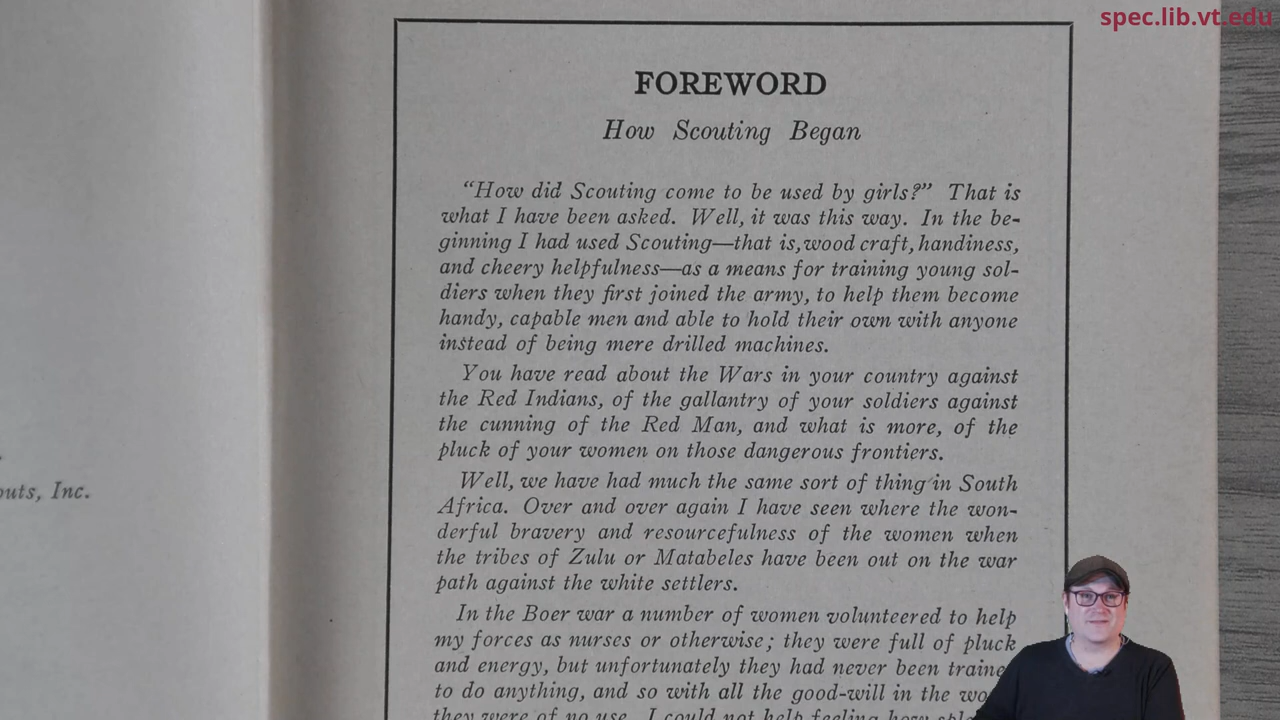 spec.lib.vt.edu
outs, Inc.
FOREWORD
How Scouting Began
“How did Scouting come to be used by girls?” That is
what I have been asked. Well, it was this way. In the be-
ginning I had used Scouting—that is, wood craft, handiness,
and cheery helpfulness—as a means for training young sol-
diers when they first joined the army, to help them become
handy, capable men and able to hold their own with anyone
instead of being mere drilled machines.
You have read about the Wars in your country against
the Red Indians, of the gallantry of your soldiers against
the cunning of the Red Man, and what is more, of the
pluck of your women on those dangerous frontiers.
Well, we have had much the same sort of thing in South
Africa. Over and over again I have seen where the won-
derful bravery and resourcefulness of the women when
the tribes of Zulu or Matabeles have been out on the war
path against the white settlers.
In the Boer war a number of women volunteered to help
my forces as nurses or otherwise; they were full of pluck
and energy, but unfortunately they had never been traine
to do anything, and so with all the good-will in the wo
they were of no use. I could not help feeling how